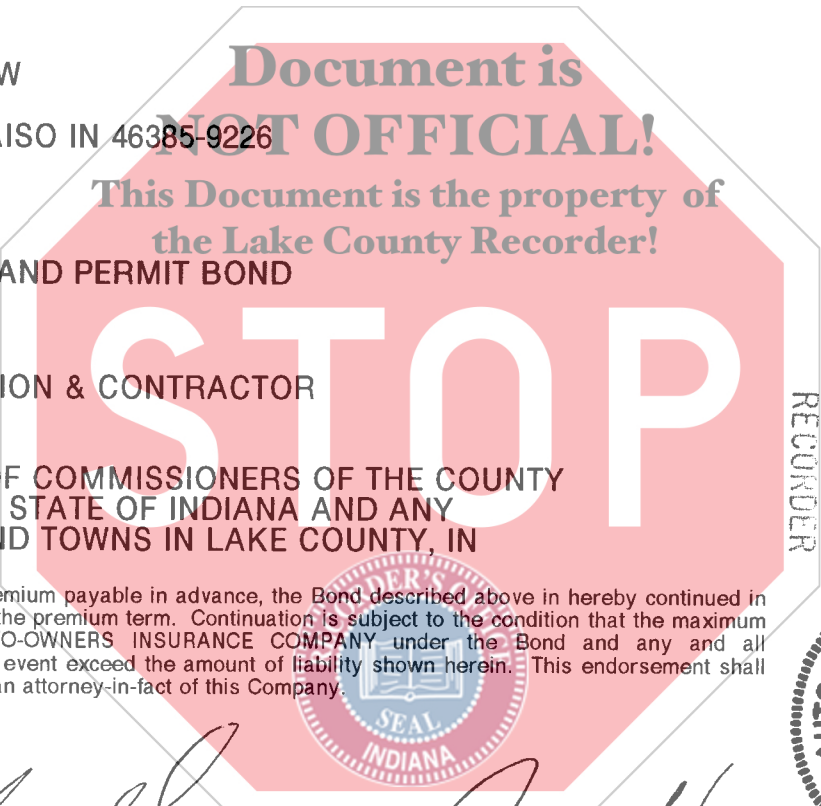 W
Document is
AISO IN 46385-9226
NOT OFFICIAL!
This Document is the property of
the Lake County Recorder!
AND PERMIT BOND
STOP
ION & CONTRACTOR
RECORDER
F COMMISSIONERS OF THE COUNTY
STATE OF INDIANA AND ANY
ND TOWNS IN LAKE COUNTY, IN
emium payable in advance, the Bond described above in hereby continued in
the premium term. Continuation is subject to the condition that the maximum
O-OWNERS INSURANCE COMPANY under the Bond and any and all
event exceed the amount of liability shown herein. This endorsement shall
an attorney-in-fact of this Company.
SEAL
INDIANA